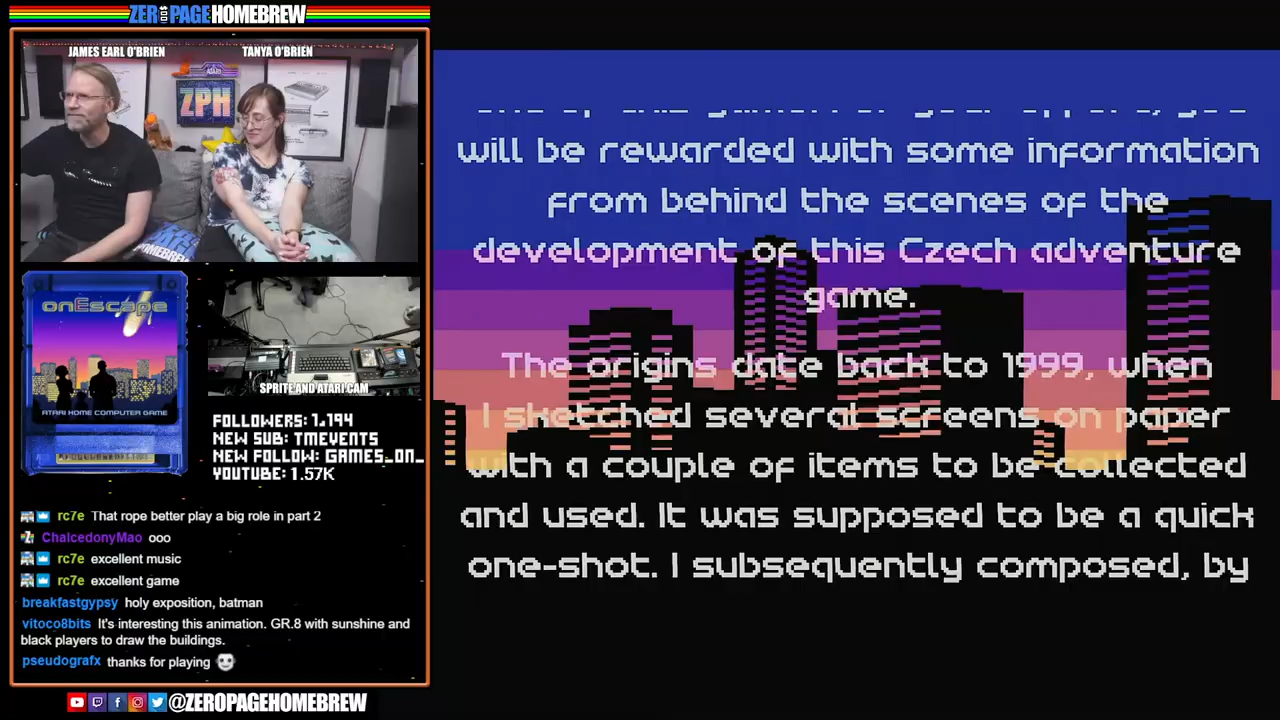 ZERO PAGE HOMEBREW
JAMES EARL O'BRIEN
TANYA O'BRIEN
ZPH
HOMEBREW
onEscape
ATARI HOME COMPUTER GAME
SPRITE AND ATARI CAM
FOLLOWERS: 1,194
NEW SUB: TMEVENTS
NEW FOLLOW: GAMES_ON_
YOUTUBE: 1.57K
rc7e That rope better play a big role in part 2
ChalcedonyMao ooo
rc7e excellent music
rc7e excellent game
breakfastgypsy holy exposition, batman
vitoco8bits It's interesting this animation. GR.8 with sunshine and
black players to draw the buildings.
pseudografx thanks for playing
@ZEROPAGEHOMEBREW
will be rewarded with some information
from behind the scenes of the
development of this Czech adventure
game.
The origins date back to 1999, when
I sketched several screens on paper
with a couple of items to be collected
and used. It was supposed to be a quick
one-shot. I subsequently composed, by